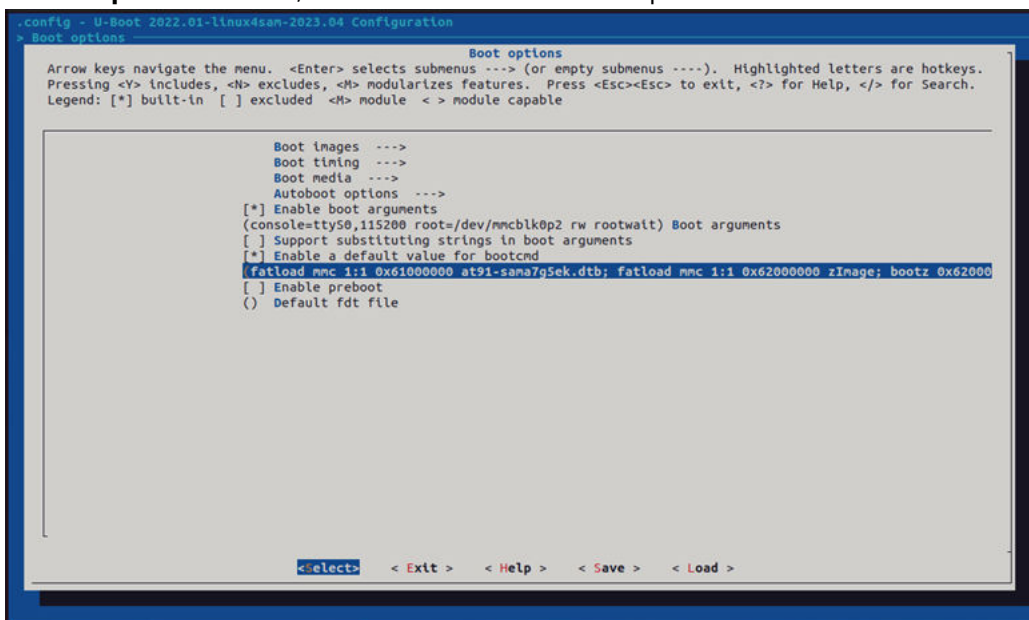 .config - U-Boot 2022.01-linux4sam-2023.04 Configuration
> Boot options
Boot options
Arrow keys navigate the menu. <Enter> selects submenus ---> (or empty submenus ----). Highlighted letters are hotkeys.
Pressing <Y> includes, <N> excludes, <M> modularizes features. Press <Esc><Esc> to exit, <?> for Help, </> for Search.
Legend: [*] built-in [ ] excluded <M> module < > module capable
Boot images --->
Boot timing --->
Boot media --->
Autoboot options --->
[*] Enable boot arguments
(console=ttyS0,115200 root=/dev/mmcblk0p2 rw rootwait) Boot arguments
[ ] Support substituting strings in boot arguments
[*] Enable a default value for bootcmd
(fatload mmc 1:1 0x61000000 at91-sama7g5ek.dtb; fatload mmc 1:1 0x62000000 zImage; bootz 0x62000
[ ] Enable preboot
() Default fdt file
<Select> < Exit > < Help > < Save > < Load >